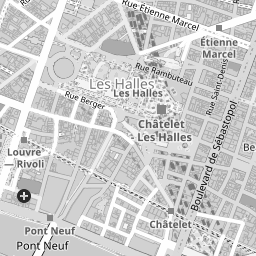 Rue Étienne Marcel
Étienne
Marcel
Rue Rambuteau
Les Halles
Les Halles
Rue Saint-Denis
Rue Berger
Châtelet
- Les Halles
Boulevard de Sébastopol
Louvre
— Rivoli
Be
Pont Neuf
Pont Neuf
Châtelet